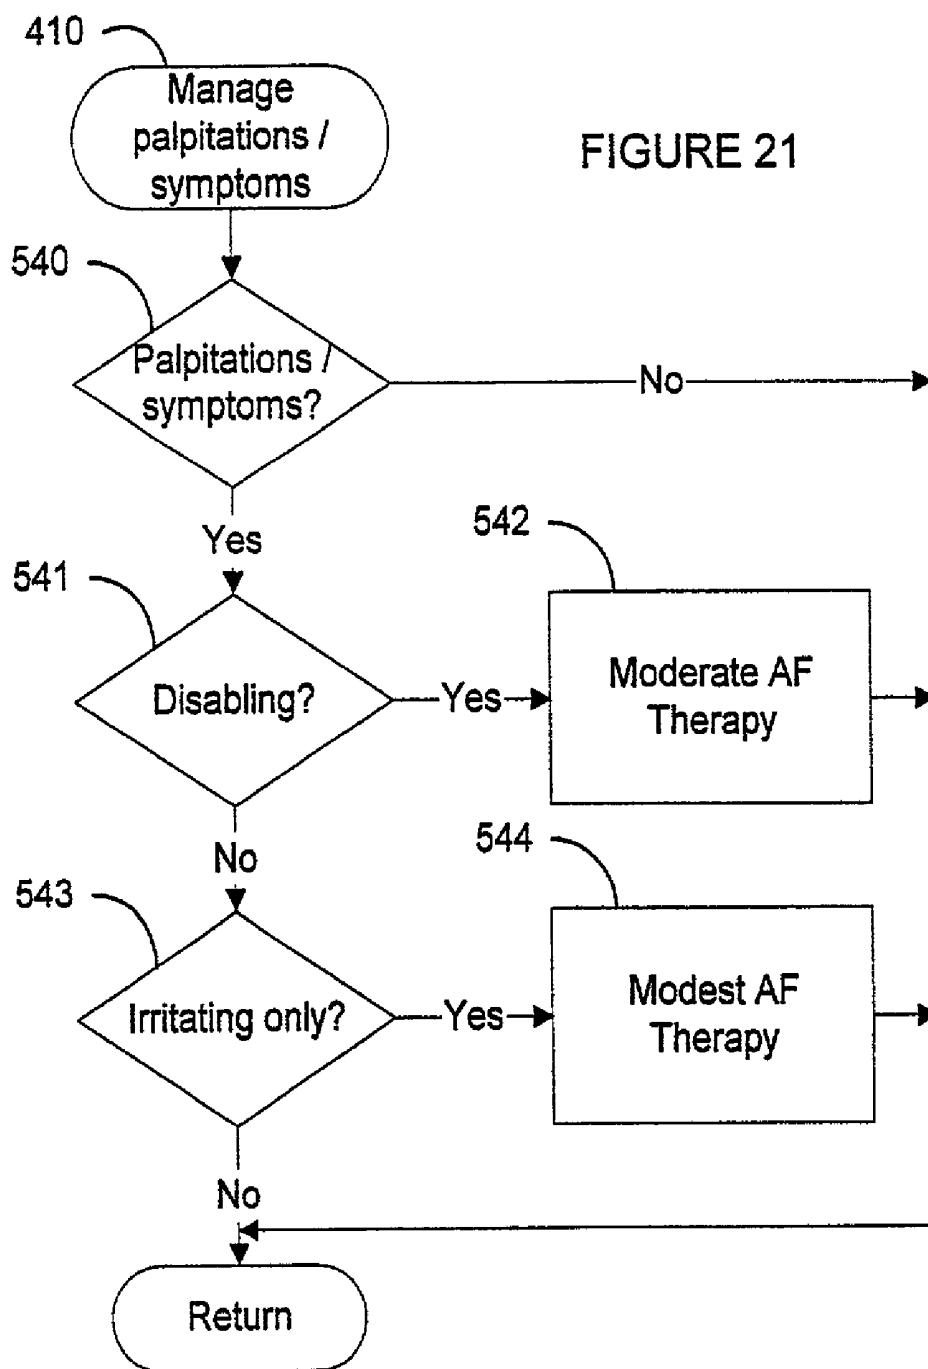 410
Manage
palpitations /
symptoms
FIGURE 21
540
Palpitations /
symptoms?
No
Yes
541
Disabling?
Yes
542
Moderate AF
Therapy
No
543
Irritating only?
Yes
544
Modest AF
Therapy
No
Return